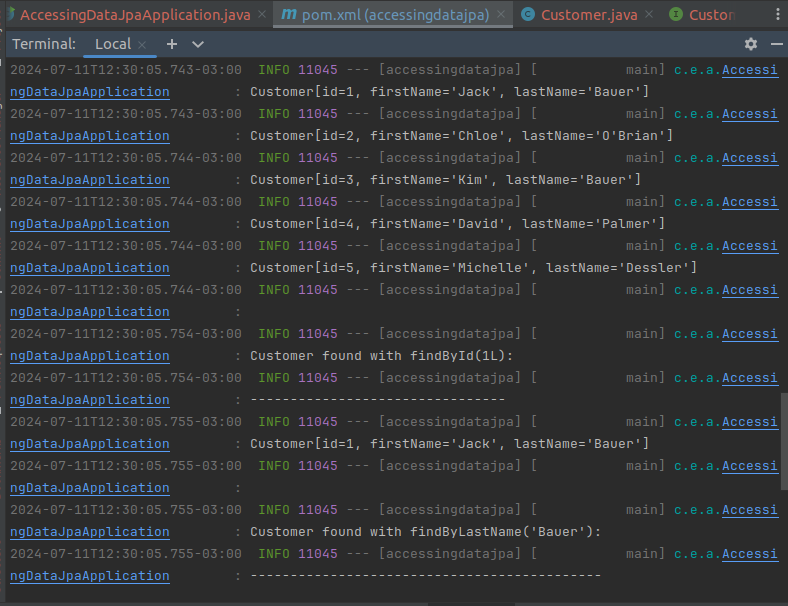 AccessingDataJpaApplication.java × m pom.xml (accessingdatajpa) × C Customer.java × I Custon
Terminal: Local × + 
2024-07-11T12:30:05.743-03:00  INFO 11045 --- [accessingdatajpa] [           main] c.e.a.Accessi
ngDataJpaApplication        : Customer[id=1, firstName='Jack', lastName='Bauer']
2024-07-11T12:30:05.743-03:00  INFO 11045 --- [accessingdatajpa] [           main] c.e.a.Accessi
ngDataJpaApplication        : Customer[id=2, firstName='Chloe', lastName='O'Brian']
2024-07-11T12:30:05.744-03:00  INFO 11045 --- [accessingdatajpa] [           main] c.e.a.Accessi
ngDataJpaApplication        : Customer[id=3, firstName='Kim', lastName='Bauer']
2024-07-11T12:30:05.744-03:00  INFO 11045 --- [accessingdatajpa] [           main] c.e.a.Accessi
ngDataJpaApplication        : Customer[id=4, firstName='David', lastName='Palmer']
2024-07-11T12:30:05.744-03:00  INFO 11045 --- [accessingdatajpa] [           main] c.e.a.Accessi
ngDataJpaApplication        : Customer[id=5, firstName='Michelle', lastName='Dessler']
2024-07-11T12:30:05.744-03:00  INFO 11045 --- [accessingdatajpa] [           main] c.e.a.Accessi
ngDataJpaApplication        :
2024-07-11T12:30:05.754-03:00  INFO 11045 --- [accessingdatajpa] [           main] c.e.a.Accessi
ngDataJpaApplication        : Customer found with findById(1L):
2024-07-11T12:30:05.754-03:00  INFO 11045 --- [accessingdatajpa] [           main] c.e.a.Accessi
ngDataJpaApplication        : --------------------------------
2024-07-11T12:30:05.755-03:00  INFO 11045 --- [accessingdatajpa] [           main] c.e.a.Accessi
ngDataJpaApplication        : Customer[id=1, firstName='Jack', lastName='Bauer']
2024-07-11T12:30:05.755-03:00  INFO 11045 --- [accessingdatajpa] [           main] c.e.a.Accessi
ngDataJpaApplication        :
2024-07-11T12:30:05.755-03:00  INFO 11045 --- [accessingdatajpa] [           main] c.e.a.Accessi
ngDataJpaApplication        : Customer found with findByLastName('Bauer'):
2024-07-11T12:30:05.755-03:00  INFO 11045 --- [accessingdatajpa] [           main] c.e.a.Accessi
ngDataJpaApplication        : --------------------------------------------